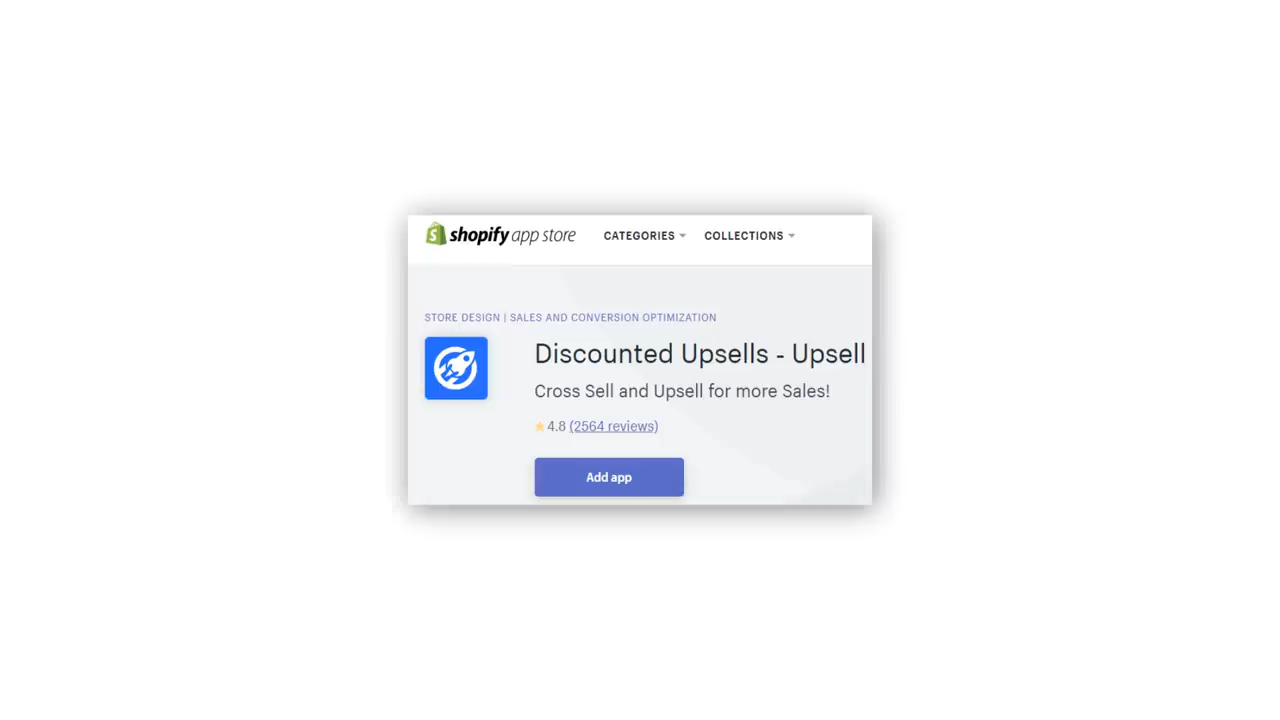 shopify app store CATEGORIES COLLECTIONS
STORE DESIGN | SALES AND CONVERSION OPTIMIZATION
Discounted Upsells - Upsell
Cross Sell and Upsell for more Sales!
4.8 (2564 reviews)
Add app